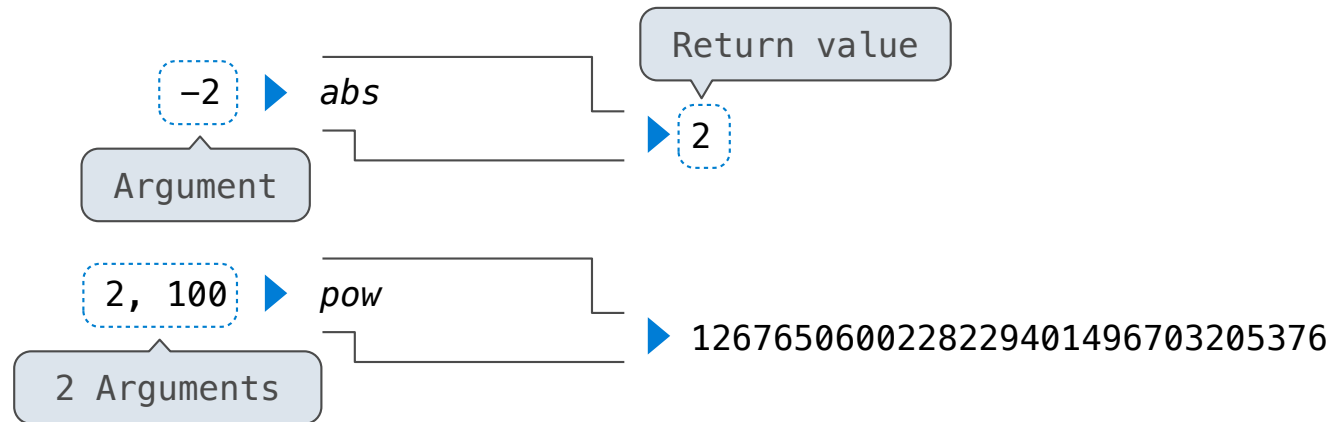 Return value
-2 abs
2
Argument
2, 100 pow
1267650600228229401496703205376
2 Arguments